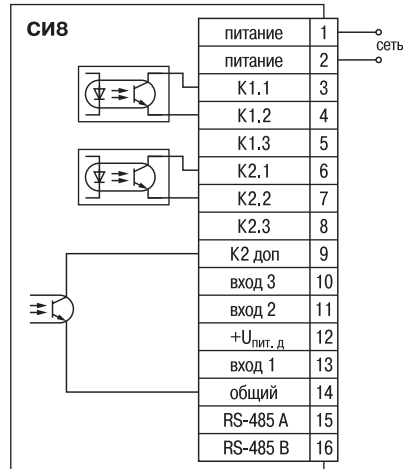 СИ8
питание 1
питание 2
сеть
К1.1 3
К1.2 4
К1.3 5
К2.1 6
К2.2 7
К2.3 8
К2 доп 9
вход 3 10
вход 2 11
+Uпит. д 12
вход 1 13
общий 14
RS-485 A 15
RS-485 B 16